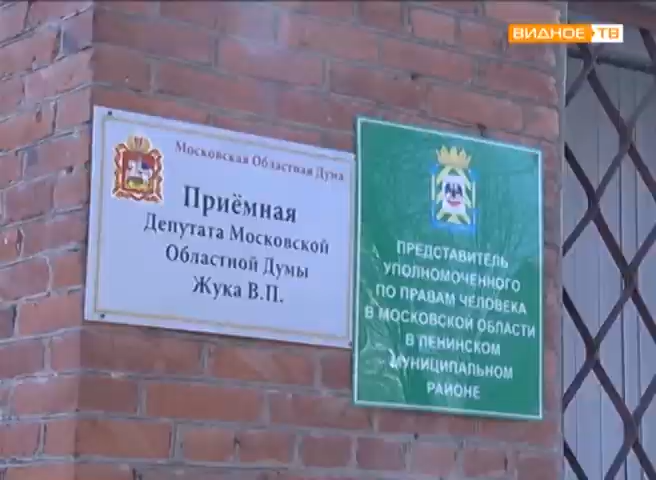 ВИДНОЕ ТВ
Московская Областная Дума
Приёмная
Депутата Московской
Областной Думы
Жука В.П.
ПРЕДСТАВИТЕЛЬ
УПОЛНОМОЧЕННОГО
ПО ПРАВАМ ЧЕЛОВЕКА
В МОСКОВСКОЙ ОБЛАСТИ
В ЛЕНИНСКОМ
МУНИЦИПАЛЬНОМ
РАЙОНЕ